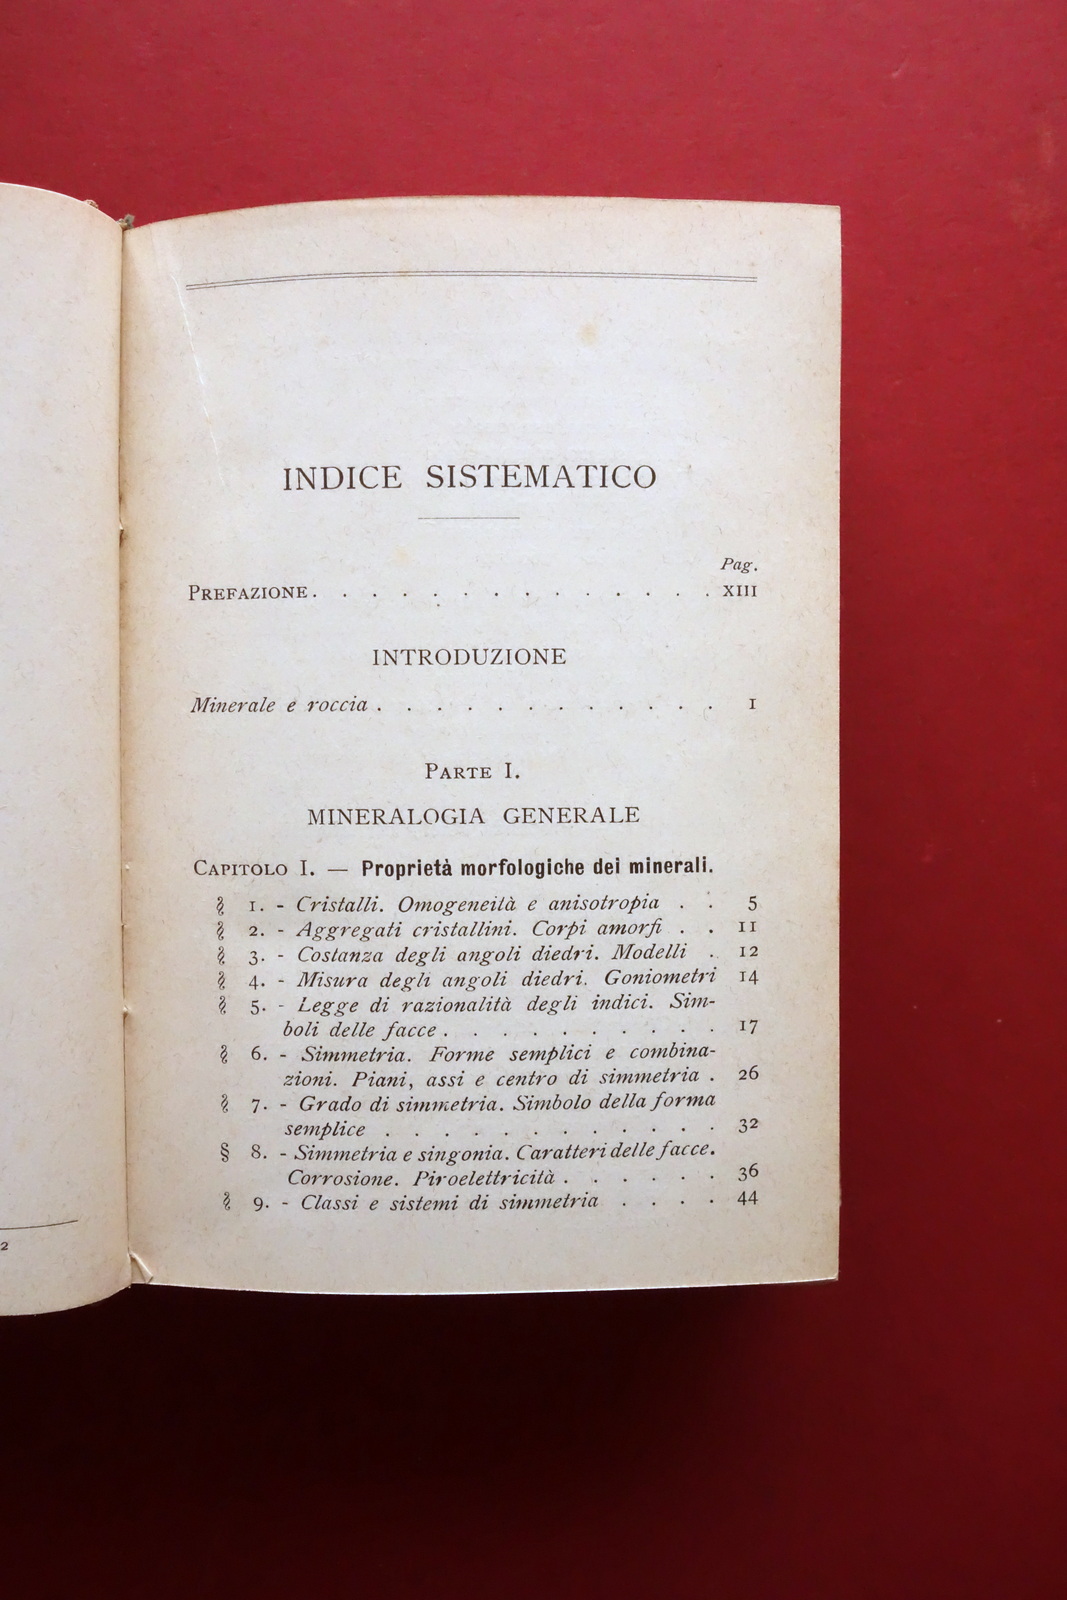 INDICE SISTEMATICO
Pag.
PREFAZIONE . . . . . . . . . . . . . . XIII
INTRODUZIONE
Minerale e roccia . . . . . . . . . . . . 1
PARTE I.
MINERALOGIA GENERALE
CAPITOLO I. — Proprietà morfologiche dei minerali.
§ 1. - Cristalli. Omogeneità e anisotropia . . 5
§ 2. - Aggregati cristallini. Corpi amorfi . . 11
§ 3. - Costanza degli angoli diedri. Modelli . 12
§ 4. - Misura degli angoli diedri. Goniometri 14
§ 5. - Legge di razionalità degli indici. Sim-
boli delle facce . . . . . . . . . . 17
§ 6. - Simmetria. Forme semplici e combina-
zioni. Piani, assi e centro di simmetria . 26
§ 7. - Grado di simmetria. Simbolo della forma
semplice . . . . . . . . . . . . 32
§ 8. - Simmetria e singonia. Caratteri delle facce.
Corrosione. Piroelettricità . . . . . . 36
§ 9. - Classi e sistemi di simmetria . . . . 44
2